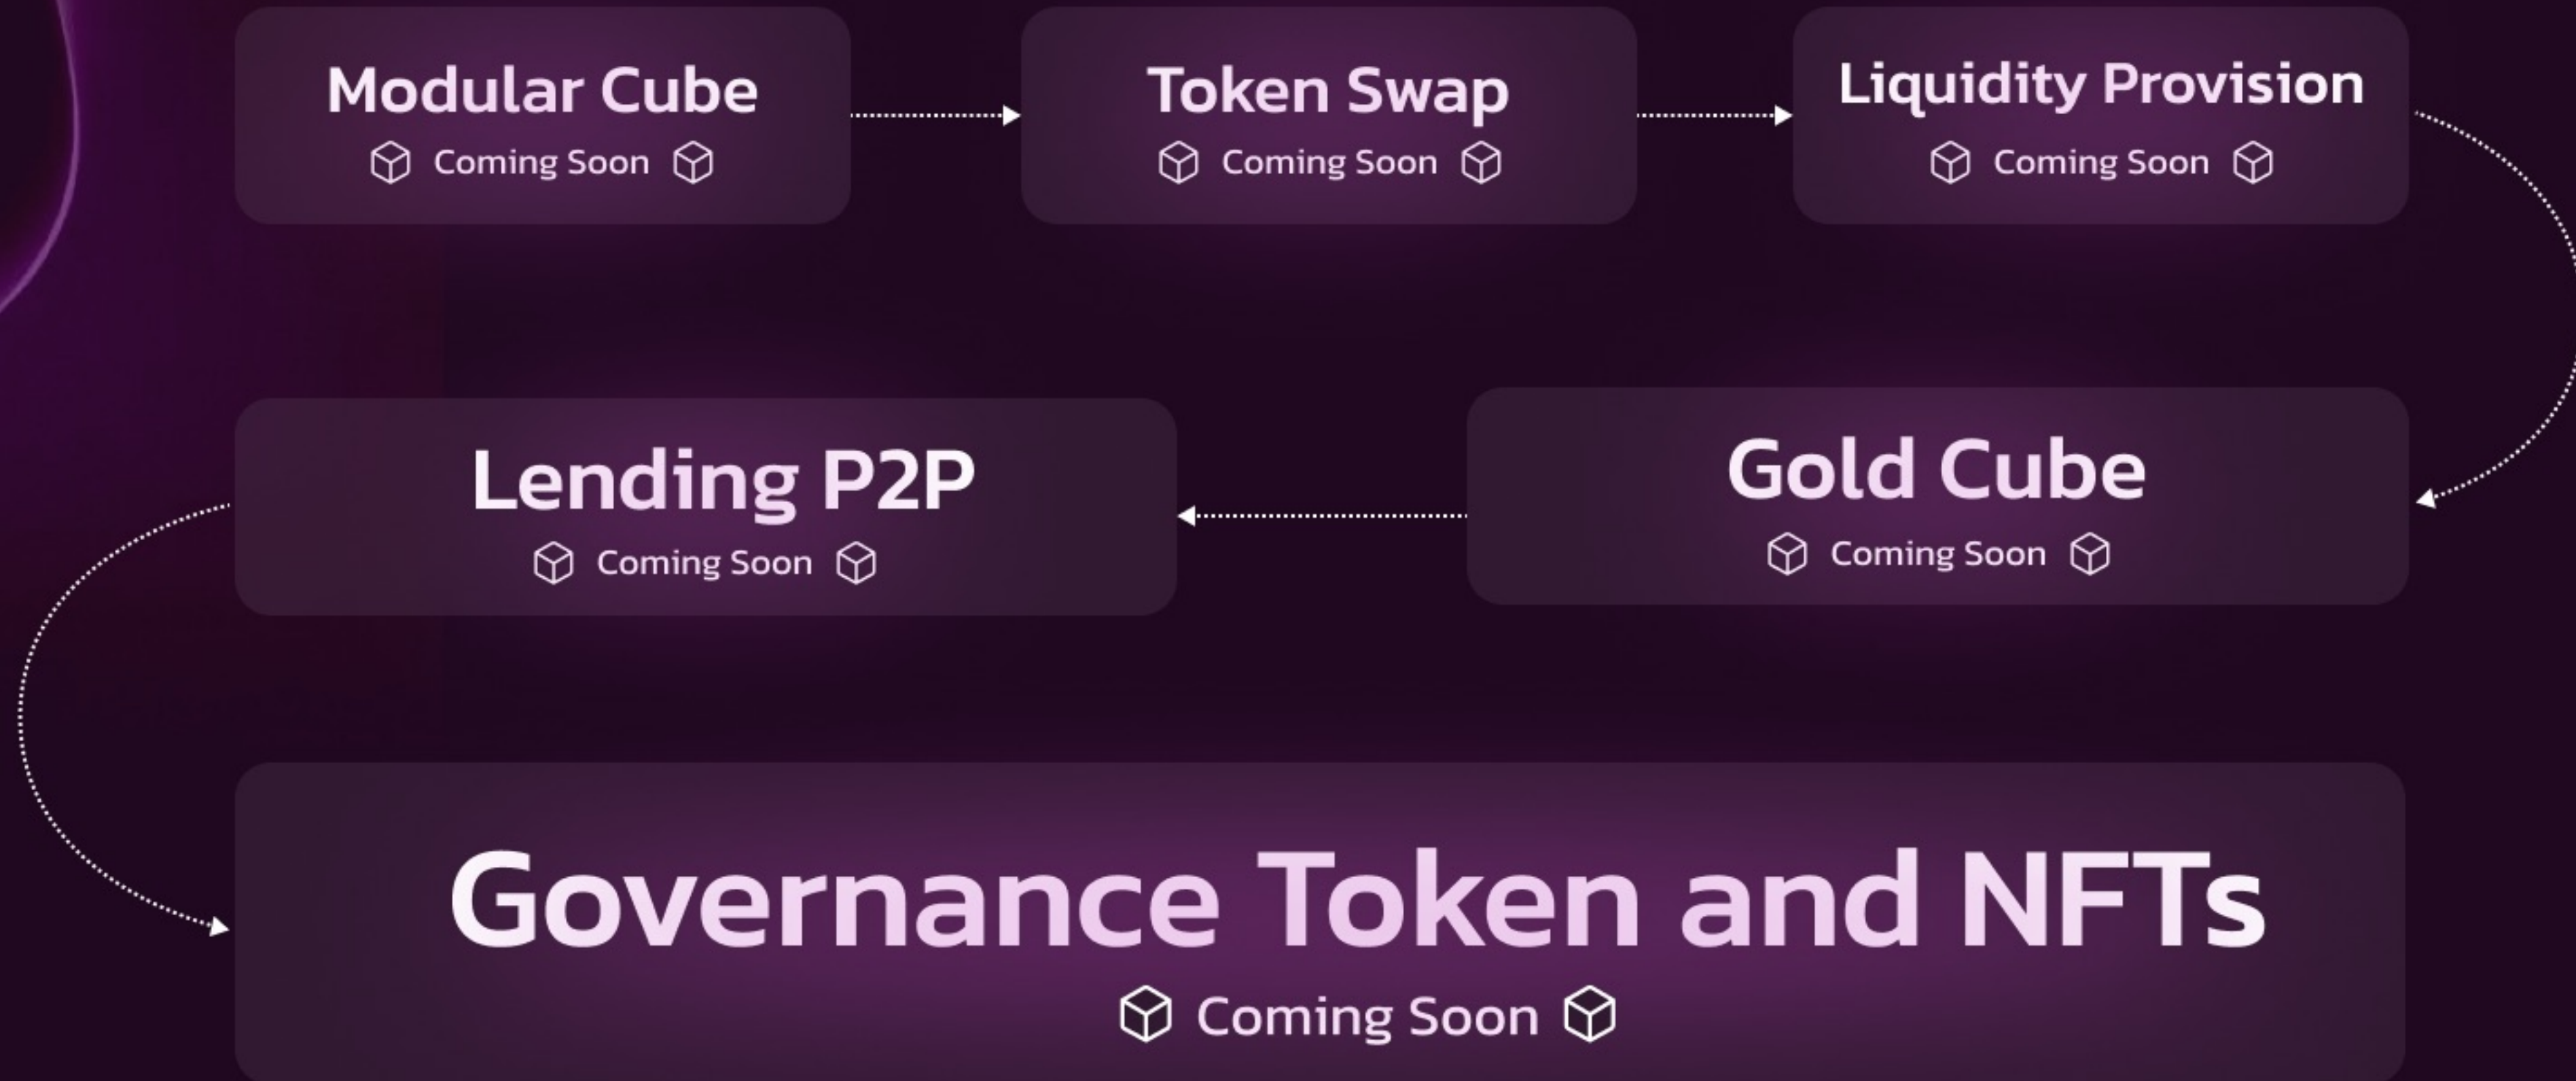 Modular Cube
Coming Soon
Token Swap
Coming Soon
Liquidity Provision
Coming Soon
Gold Cube
Coming Soon
Lending P2P
Coming Soon
Governance Token and NFTs
Coming Soon